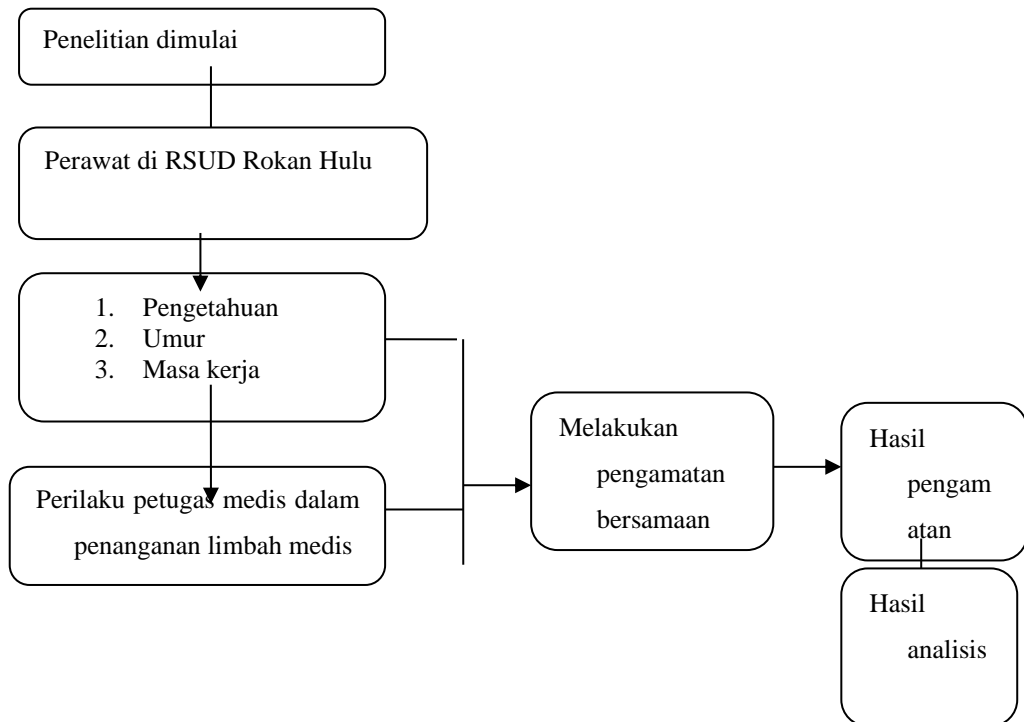 Penelitian dimulai
Perawat di RSUD Rokan Hulu
1. Pengetahuan
2. Umur
3. Masa kerja
Perilaku petugas medis dalam
penanganan limbah medis
Melakukan
pengamatan
bersamaan
Hasil
pengam
atan
Hasil
analisis